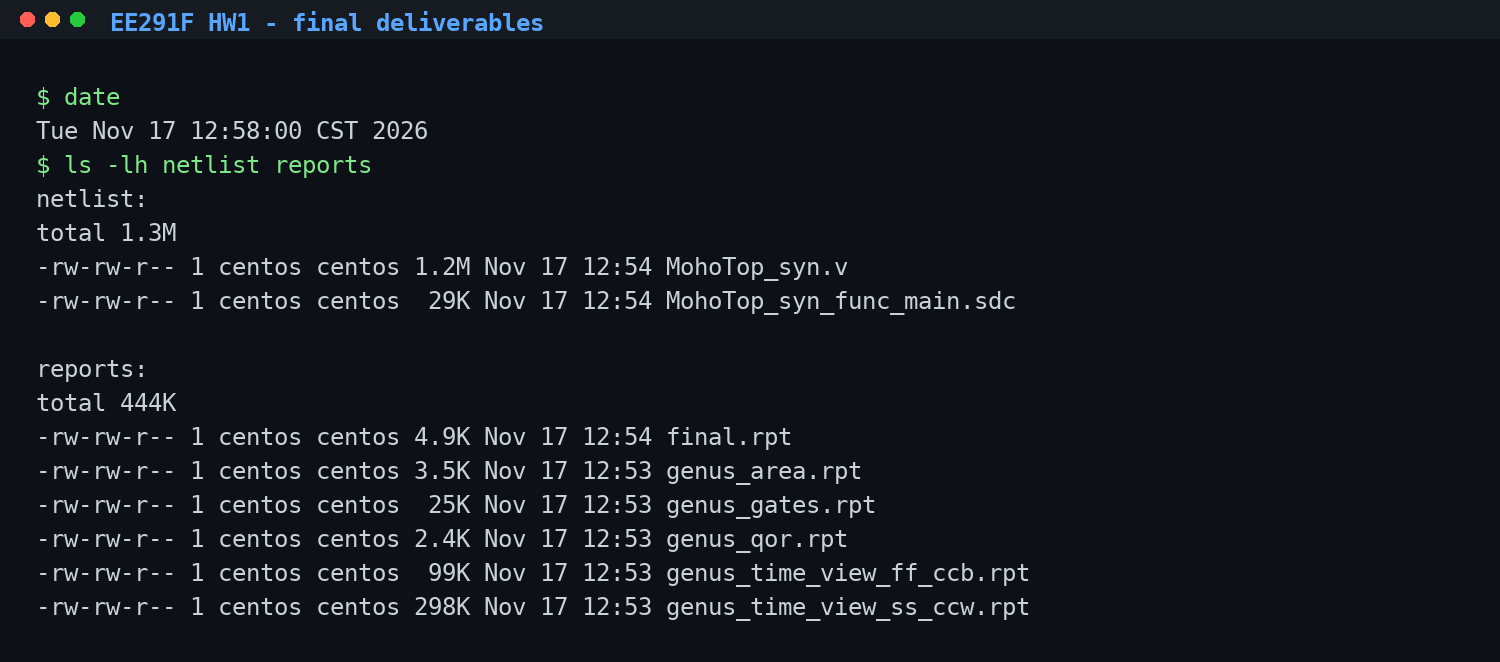 EE291F HW1 - final deliverables
$ date
Tue Nov 17 12:58:00 CST 2026
$ ls -lh netlist reports
netlist:
total 1.3M
-rw-rw-r-- 1 centos centos 1.2M Nov 17 12:54 MohoTop_syn.v
-rw-rw-r-- 1 centos centos  29K Nov 17 12:54 MohoTop_syn_func_main.sdc
reports:
total 444K
-rw-rw-r-- 1 centos centos 4.9K Nov 17 12:54 final.rpt
-rw-rw-r-- 1 centos centos 3.5K Nov 17 12:53 genus_area.rpt
-rw-rw-r-- 1 centos centos  25K Nov 17 12:53 genus_gates.rpt
-rw-rw-r-- 1 centos centos 2.4K Nov 17 12:53 genus_qor.rpt
-rw-rw-r-- 1 centos centos  99K Nov 17 12:53 genus_time_view_ff_ccb.rpt
-rw-rw-r-- 1 centos centos 298K Nov 17 12:53 genus_time_view_ss_ccw.rpt